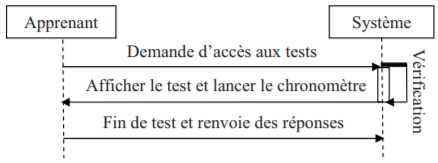 Apprenant
Système
Demande d'accès aux tests
Vérification
Afficher le test et lancer le chronomètre
Fin de test et renvoie des réponses